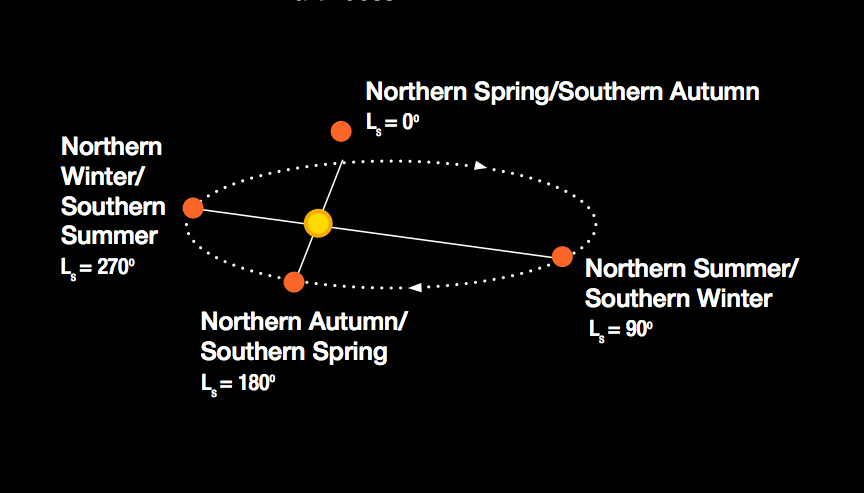 Northern Spring/Southern Autumn
Lₛ = 0º
Northern
Winter/
Southern
Summer
Lₛ = 270º
Northern Summer/
Southern Winter
Lₛ = 90º
Northern Autumn/
Southern Spring
Lₛ = 180º